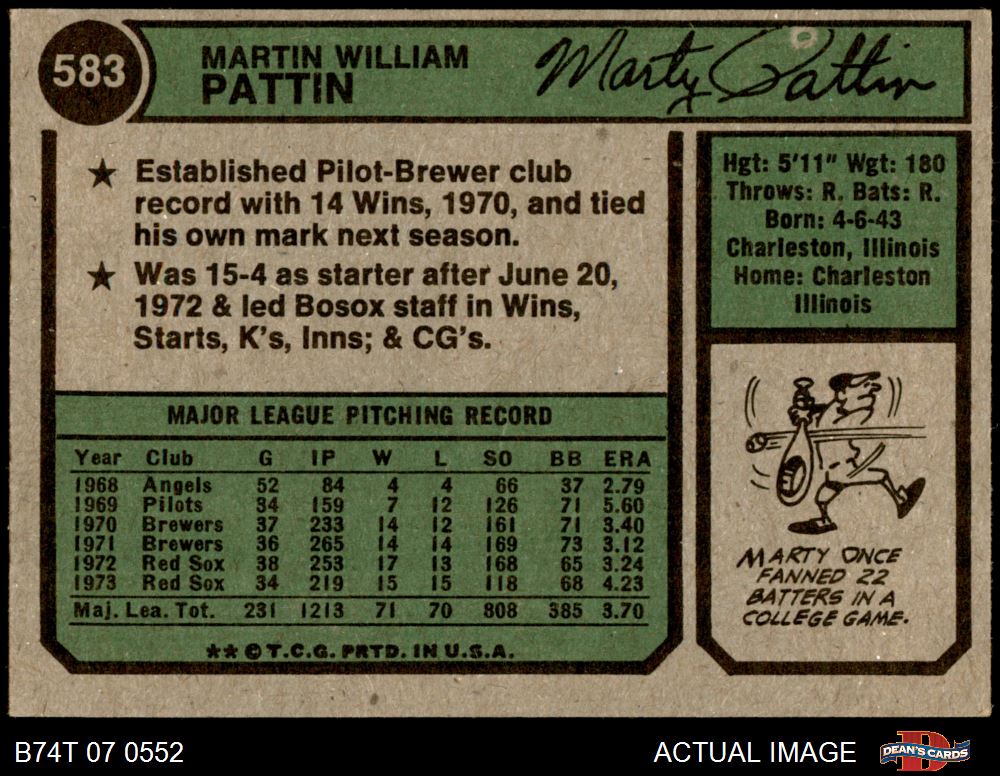 583
MARTIN WILLIAM
PATTIN
Marty Pattin
★ Established Pilot-Brewer club
record with 14 Wins, 1970, and tied
his own mark next season.
★ Was 15-4 as starter after June 20,
1972 & led Bosox staff in Wins,
Starts, K's, Inns; & CG's.
Hgt: 5'11" Wgt: 180
Throws: R. Bats: R.
Born: 4-6-43
Charleston, Illinois
Home: Charleston
Illinois
MAJOR LEAGUE PITCHING RECORD
Year Club G IP W L SO BB ERA
1968 Angels 52 84 4 4 66 37 2.79
1969 Pilots 34 159 7 12 126 71 5.60
1970 Brewers 37 233 14 12 161 71 3.40
1971 Brewers 36 265 14 14 169 73 3.12
1972 Red Sox 38 253 17 13 168 65 3.24
1973 Red Sox 34 219 15 15 118 68 4.23
Maj. Lea. Tot. 231 1213 71 70 808 385 3.70
** © T.C.G. PRTD. IN U.S.A.
MARTY ONCE
FANNED 22
BATTERS IN A
COLLEGE GAME.
B74T 07 0552
ACTUAL IMAGE
D
DEAN'S CARDS